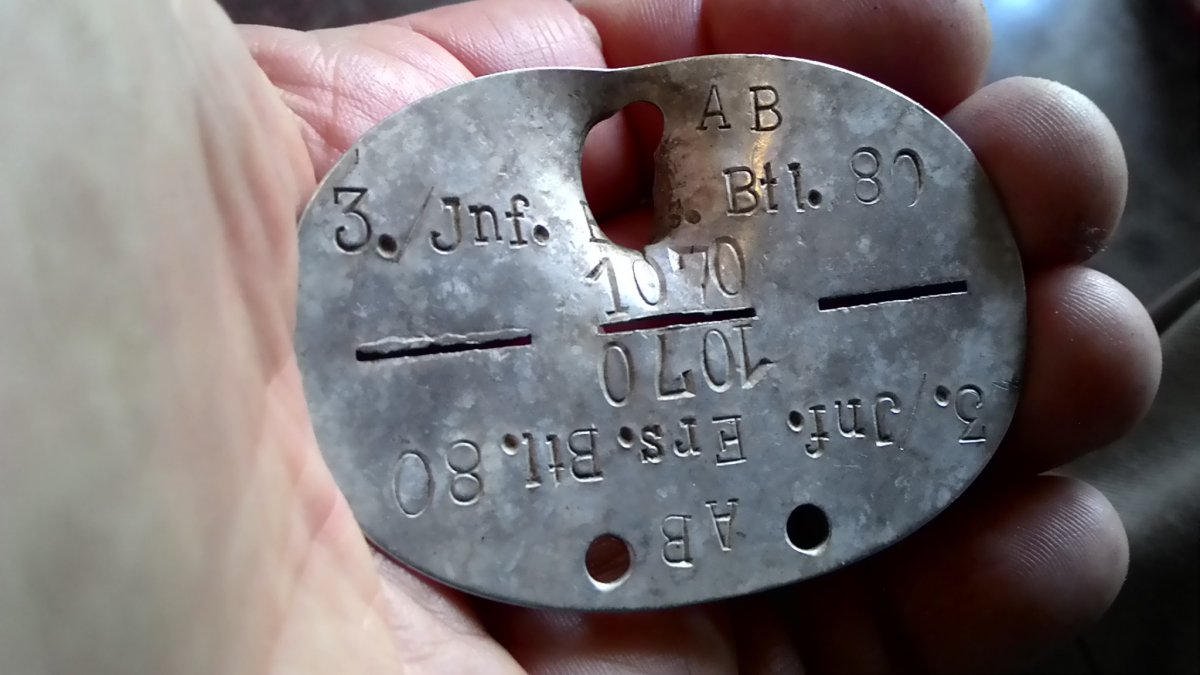 AB
3./Jnf. E s. Btl. 80
1070
1070
3./Jnf. Ers. Btl. 80
AB